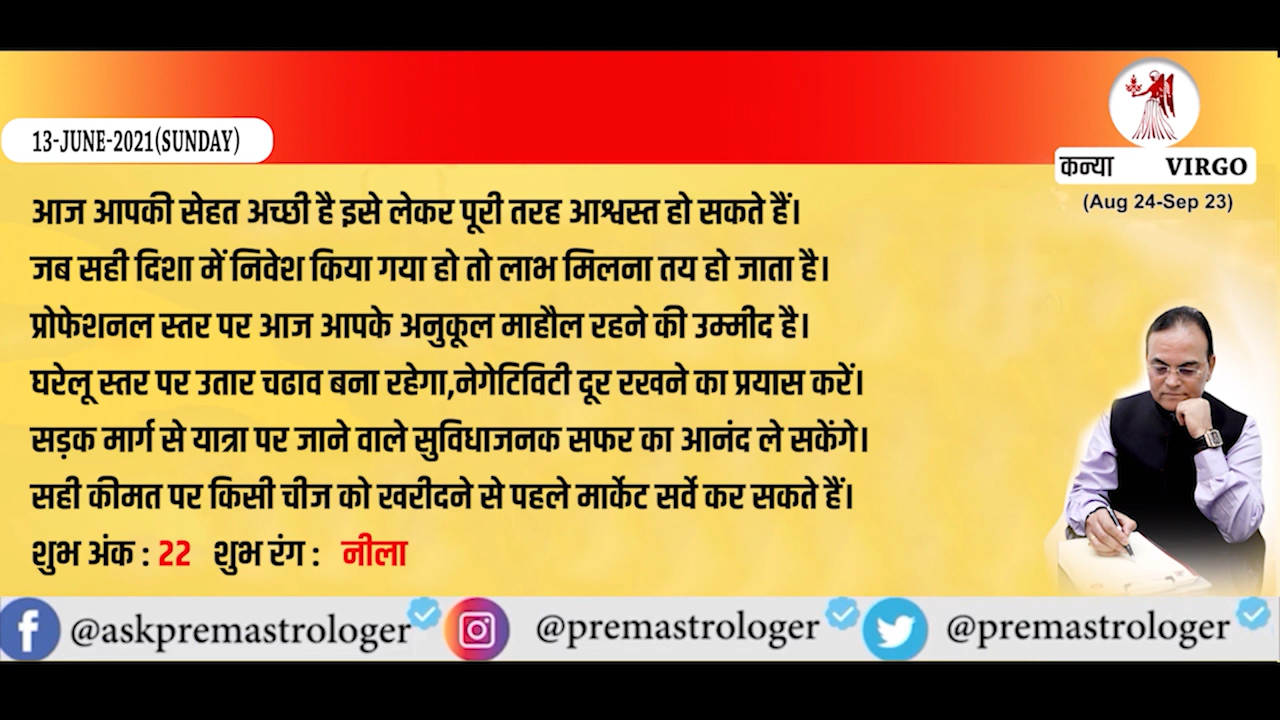 13-JUNE-2021(SUNDAY)
कन्या VIRGO
(Aug 24-Sep 23)
आज आपकी सेहत अच्छी है इसे लेकर पूरी तरह आश्वस्त हो सकते हैं।
जब सही दिशा में निवेश किया गया हो तो लाभ मिलना तय हो जाता है।
प्रोफेशनल स्तर पर आज आपके अनुकूल माहौल रहने की उम्मीद है।
घरेलू स्तर पर उतार चढाव बना रहेगा,नेगेटिविटी दूर रखने का प्रयास करें।
सड़क मार्ग से यात्रा पर जाने वाले सुविधाजनक सफर का आनंद ले सकेंगे।
सही कीमत पर किसी चीज को खरीदने से पहले मार्केट सर्वे कर सकते हैं।
शुभ अंक : 22 शुभ रंग : नीला
@askpremastrologer @premastrologer @premastrologer